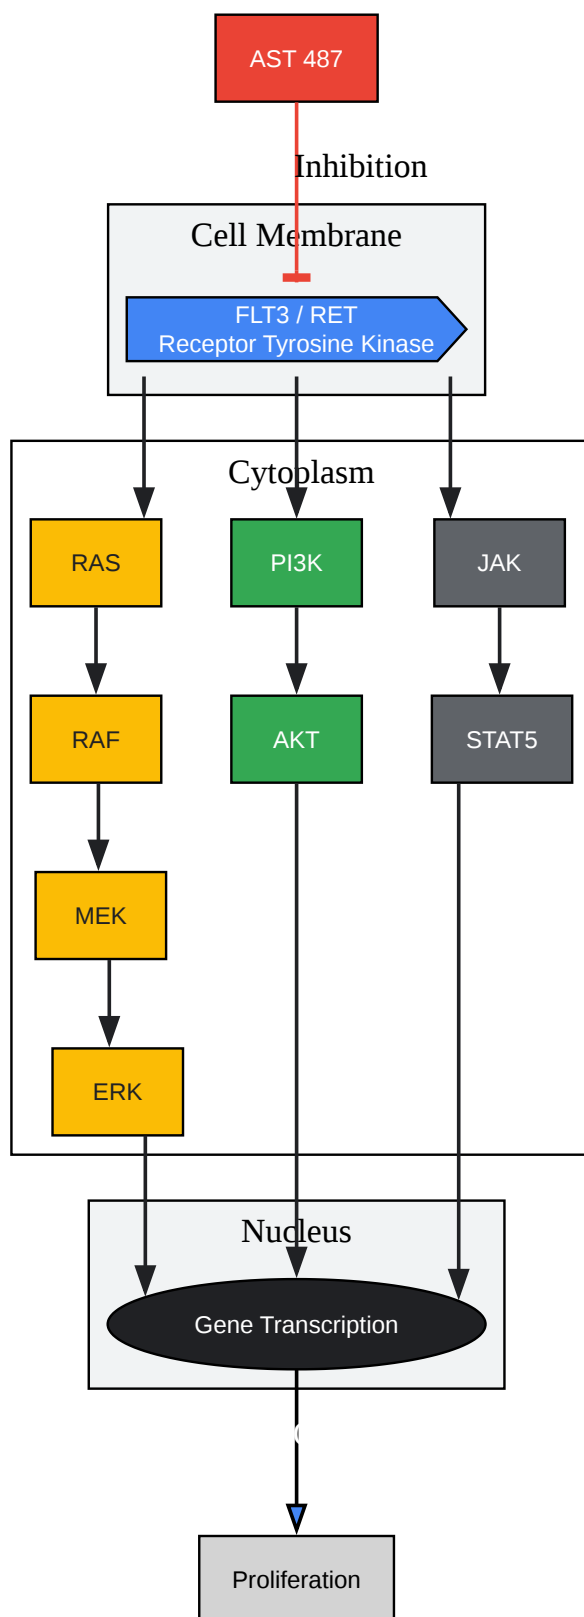 AST 487
Inhibition
Cell Membrane
FLT3 / RET
Receptor Tyrosine Kinase
Cytoplasm
RAS
PI3K
JAK
RAF
AKT
STAT5
MEK
ERK
Nucleus
Gene Transcription
Proliferation